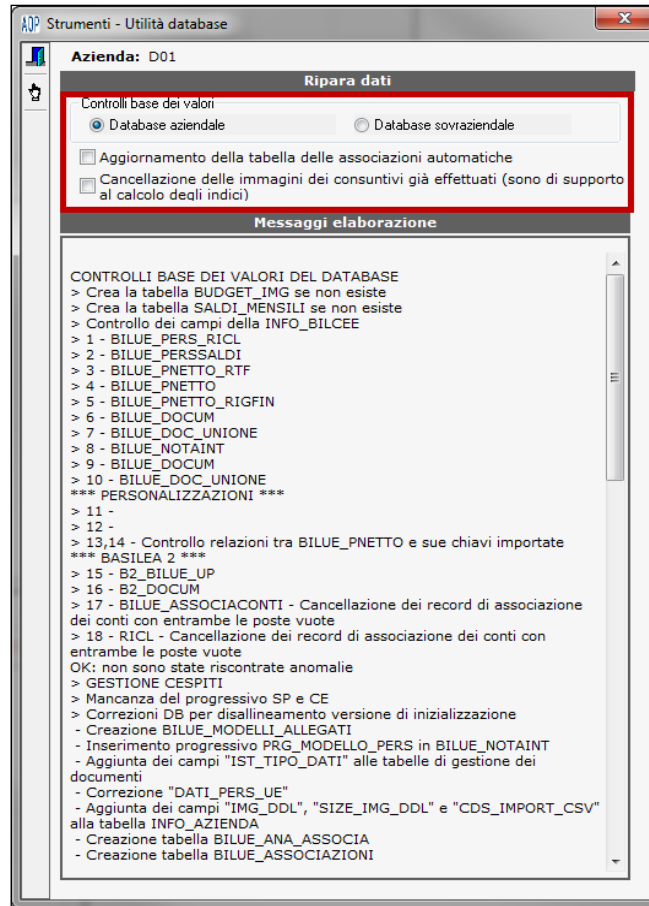 ADP Strumenti - Utilità database
Azienda: D01
Ripara dati
Controlli base dei valori
Database aziendale
Database sovraziendale
Aggiornamento della tabella delle associazioni automatiche
Cancellazione delle immagini dei consuntivi già effettuati (sono di supporto
al calcolo degli indici)
Messaggi elaborazione
CONTROLLI BASE DEI VALORI DEL DATABASE
> Crea la tabella BUDGET_IMG se non esiste
> Crea la tabella SALDI_MENSILI se non esiste
> Controllo dei campi della INFO_BILCEE
> 1 - BILUE_PERS_RICL
> 2 - BILUE_PERSSALDI
> 3 - BILUE_PNETTO_RTF
> 4 - BILUE_PNETTO
> 5 - BILUE_PNETTO_RIGFIN
> 6 - BILUE_DOCUM
> 7 - BILUE_DOC_UNIONE
> 8 - BILUE_NOTAINT
> 9 - BILUE_DOCUM
> 10 - BILUE_DOC_UNIONE
*** PERSONALIZZAZIONI ***
> 11 -
> 12 -
> 13,14 - Controllo relazioni tra BILUE_PNETTO e sue chiavi importate
*** BASILEA 2 ***
> 15 - B2_BILUE_UP
> 16 - B2_DOCUM
> 17 - BILUE_ASSOCIACONTI - Cancellazione dei record di associazione
dei conti con entrambe le poste vuote
> 18 - RICL - Cancellazione dei record di associazione dei conti con
entrambe le poste vuote
OK: non sono state riscontrate anomalie
> GESTIONE CESPITI
> Mancanza del progressivo SP e CE
> Correzioni DB per disallineamento versione di inizializzazione
- Creazione BILUE_MODELLI_ALLEGATI
- Inserimento progressivo PRG_MODELLO_PERS in BILUE_NOTAINT
- Aggiunta dei campi "IST_TIPO_DATI" alle tabelle di gestione dei
documenti
- Correzione "DATI_PERS_UE"
- Aggiunta dei campi "IMG_DDL", "SIZE_IMG_DDL" e "CDS_IMPORT_CSV"
alla tabella INFO_AZIENDA
- Creazione tabella BILUE_ANA_ASSOCIA
- Creazione tabella BILUE_ASSOCIAZIONI